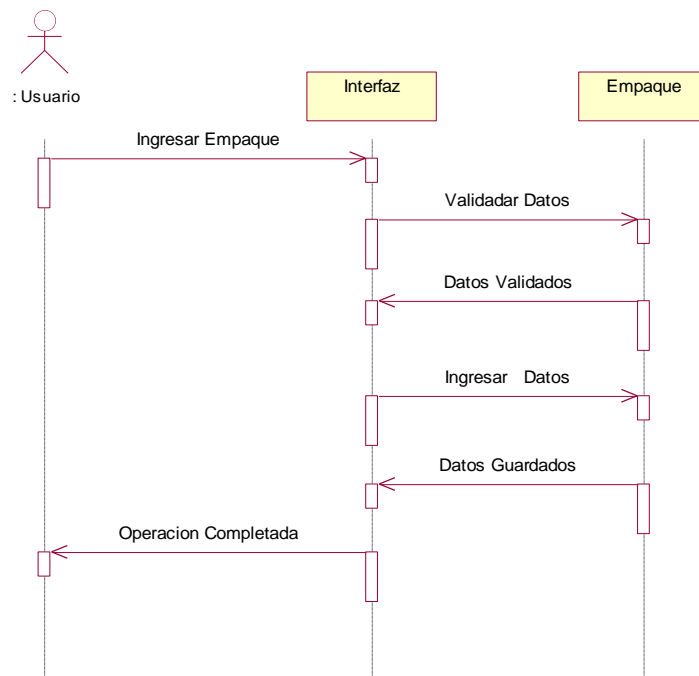 : Usuario
Interfaz
Empaque
Ingresar Empaque
Validadar Datos
Datos Validados
Ingresar Datos
Datos Guardados
Operacion Completada